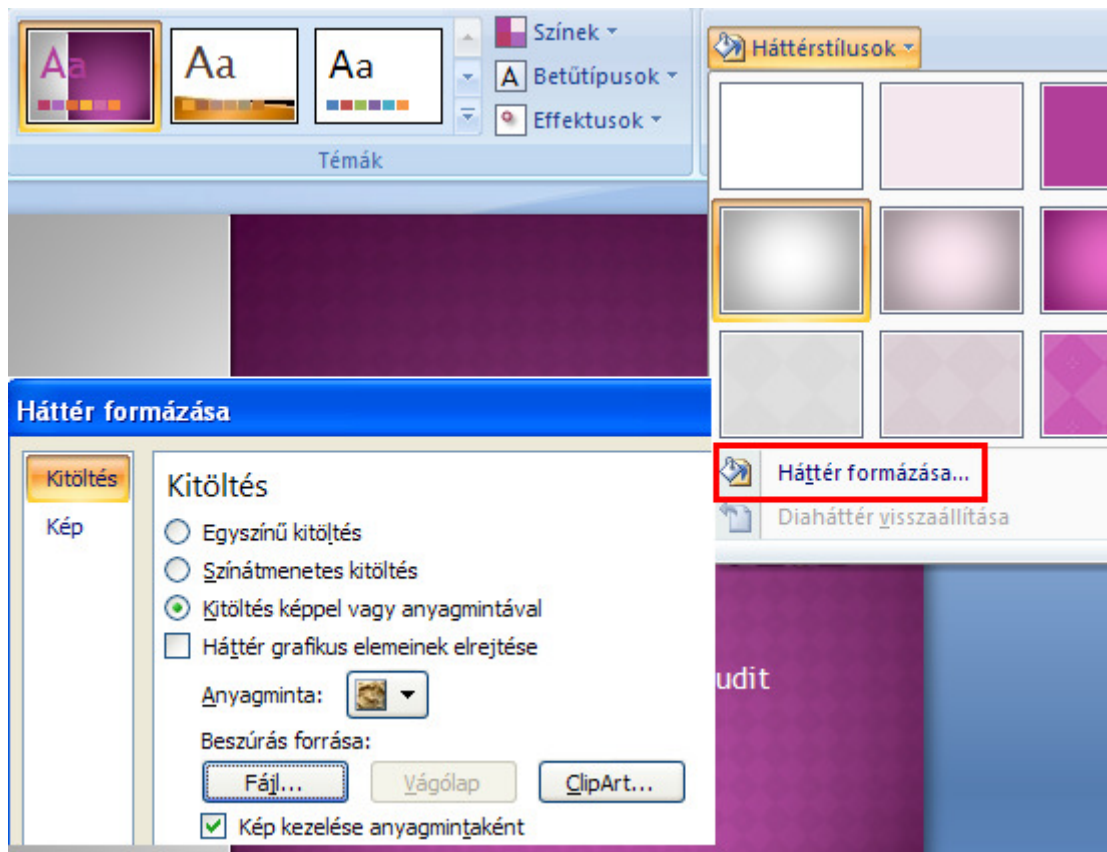 Aa
Aa
Aa
Színek
Betűtípusok
Effektusok
Témák
Háttérstílusok
Háttér formázása...
Diaháttér visszaállítása
Háttér formázása
Kitöltés
Kép
Kitöltés
Egyszínű kitöltés
Színátmenetes kitöltés
Kitöltés képpel vagy anyagmintával
Háttér grafikus elemeinek elrejtése
Anyagminta:
Beszúrás forrása:
Fájl...
Vágólap
ClipArt...
Kép kezelése anyagmintaként
udit